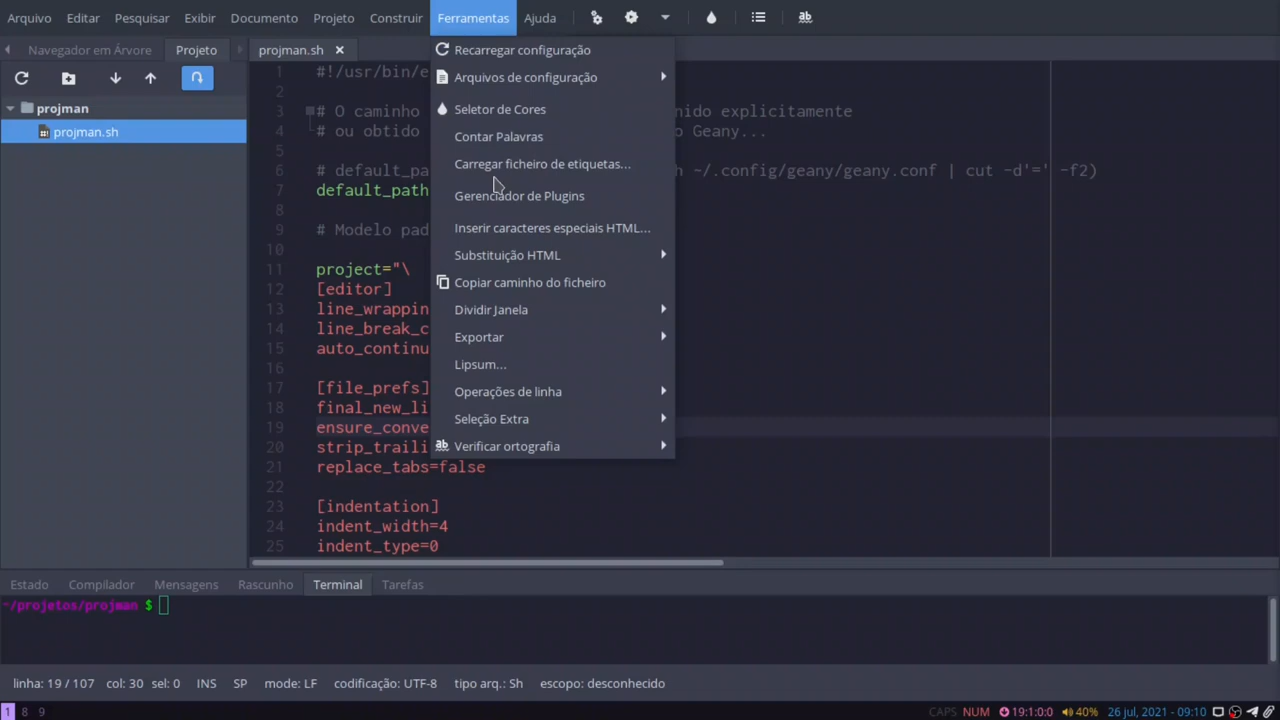 Arquivo Editar Pesquisar Exibir Documento Projeto Construir Ferramentas Ajuda
Navegador em Árvore Projeto projman.sh
Recarregar configuração
Arquivos de configuração
Seletor de Cores
Contar Palavras
Carregar ficheiro de etiquetas...
Gerenciador de Plugins
Inserir caracteres especiais HTML...
Substituição HTML
Copiar caminho do ficheiro
Dividir Janela
Exportar
Lipsum...
Operações de linha
Seleção Extra
Verificar ortografia
projman
projman.sh
1 #!/usr/bin/e
2
3 # O caminho nido explicitamente
4 # ou obtido o Geany...
5
6 # default_pa h ~/.config/geany/geany.conf | cut -d'=' -f2)
7 default_path
8
9 # Modelo pad
10
11 project="\
12 [editor]
13 line_wrappin
14 line_break_c
15 auto_continu
16
17 [file_prefs]
18 final_new_li
19 ensure_conve
20 strip_traili
21 replace_tabs=false
22
23 [indentation]
24 indent_width=4
25 indent_type=0
Estado Compilador Mensagens Rascunho Terminal Tarefas
~/projetos/projman $
linha: 19 / 107 col: 30 sel: 0 INS SP mode: LF codificação: UTF-8 tipo arq.: Sh escopo: desconhecido
1 8 9 CAPS NUM 19:1:0:0 40% 26 jul, 2021 - 09:10